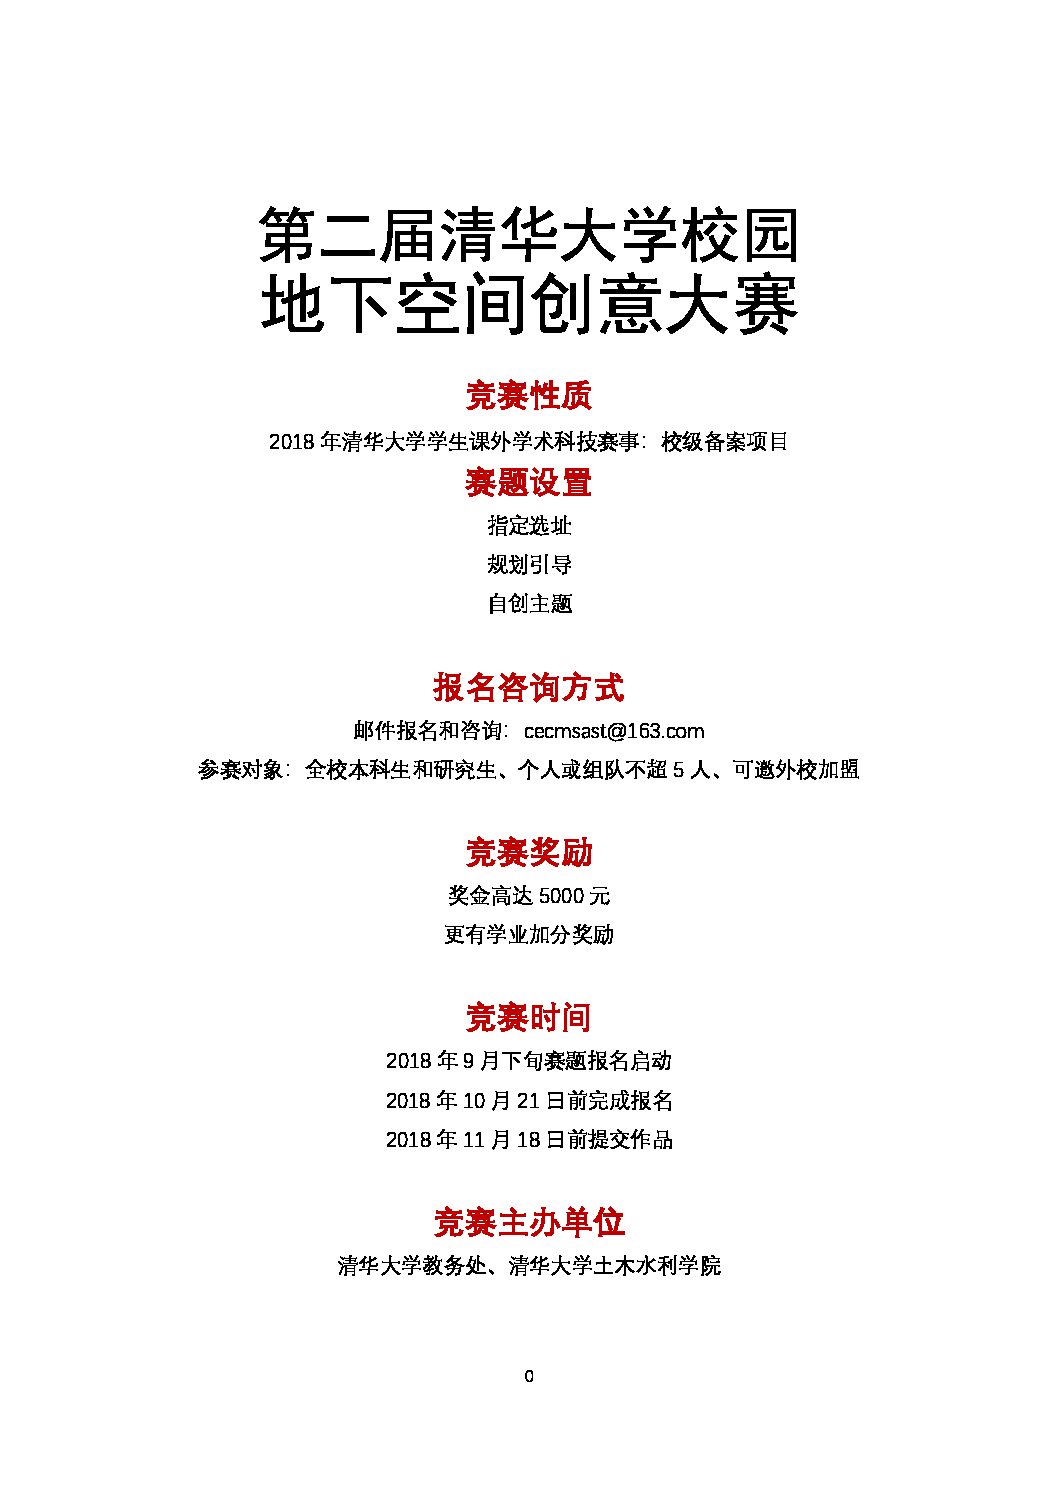 第二届清华大学校园
地下空间创意大赛
竞赛性质
2018 年清华大学学生课外学术科技赛事：校级备案项目
赛题设置
指定选址
规划引导
自创主题
报名咨询方式
邮件报名和咨询：cecmsast@163.com
参赛对象：全校本科生和研究生、个人或组队不超 5 人、可邀外校加盟
竞赛奖励
奖金高达 5000 元
更有学业加分奖励
竞赛时间
2018 年 9 月下旬赛题报名启动
2018 年 10 月 21 日前完成报名
2018 年 11 月 18 日前提交作品
竞赛主办单位
清华大学教务处、清华大学土木水利学院
0